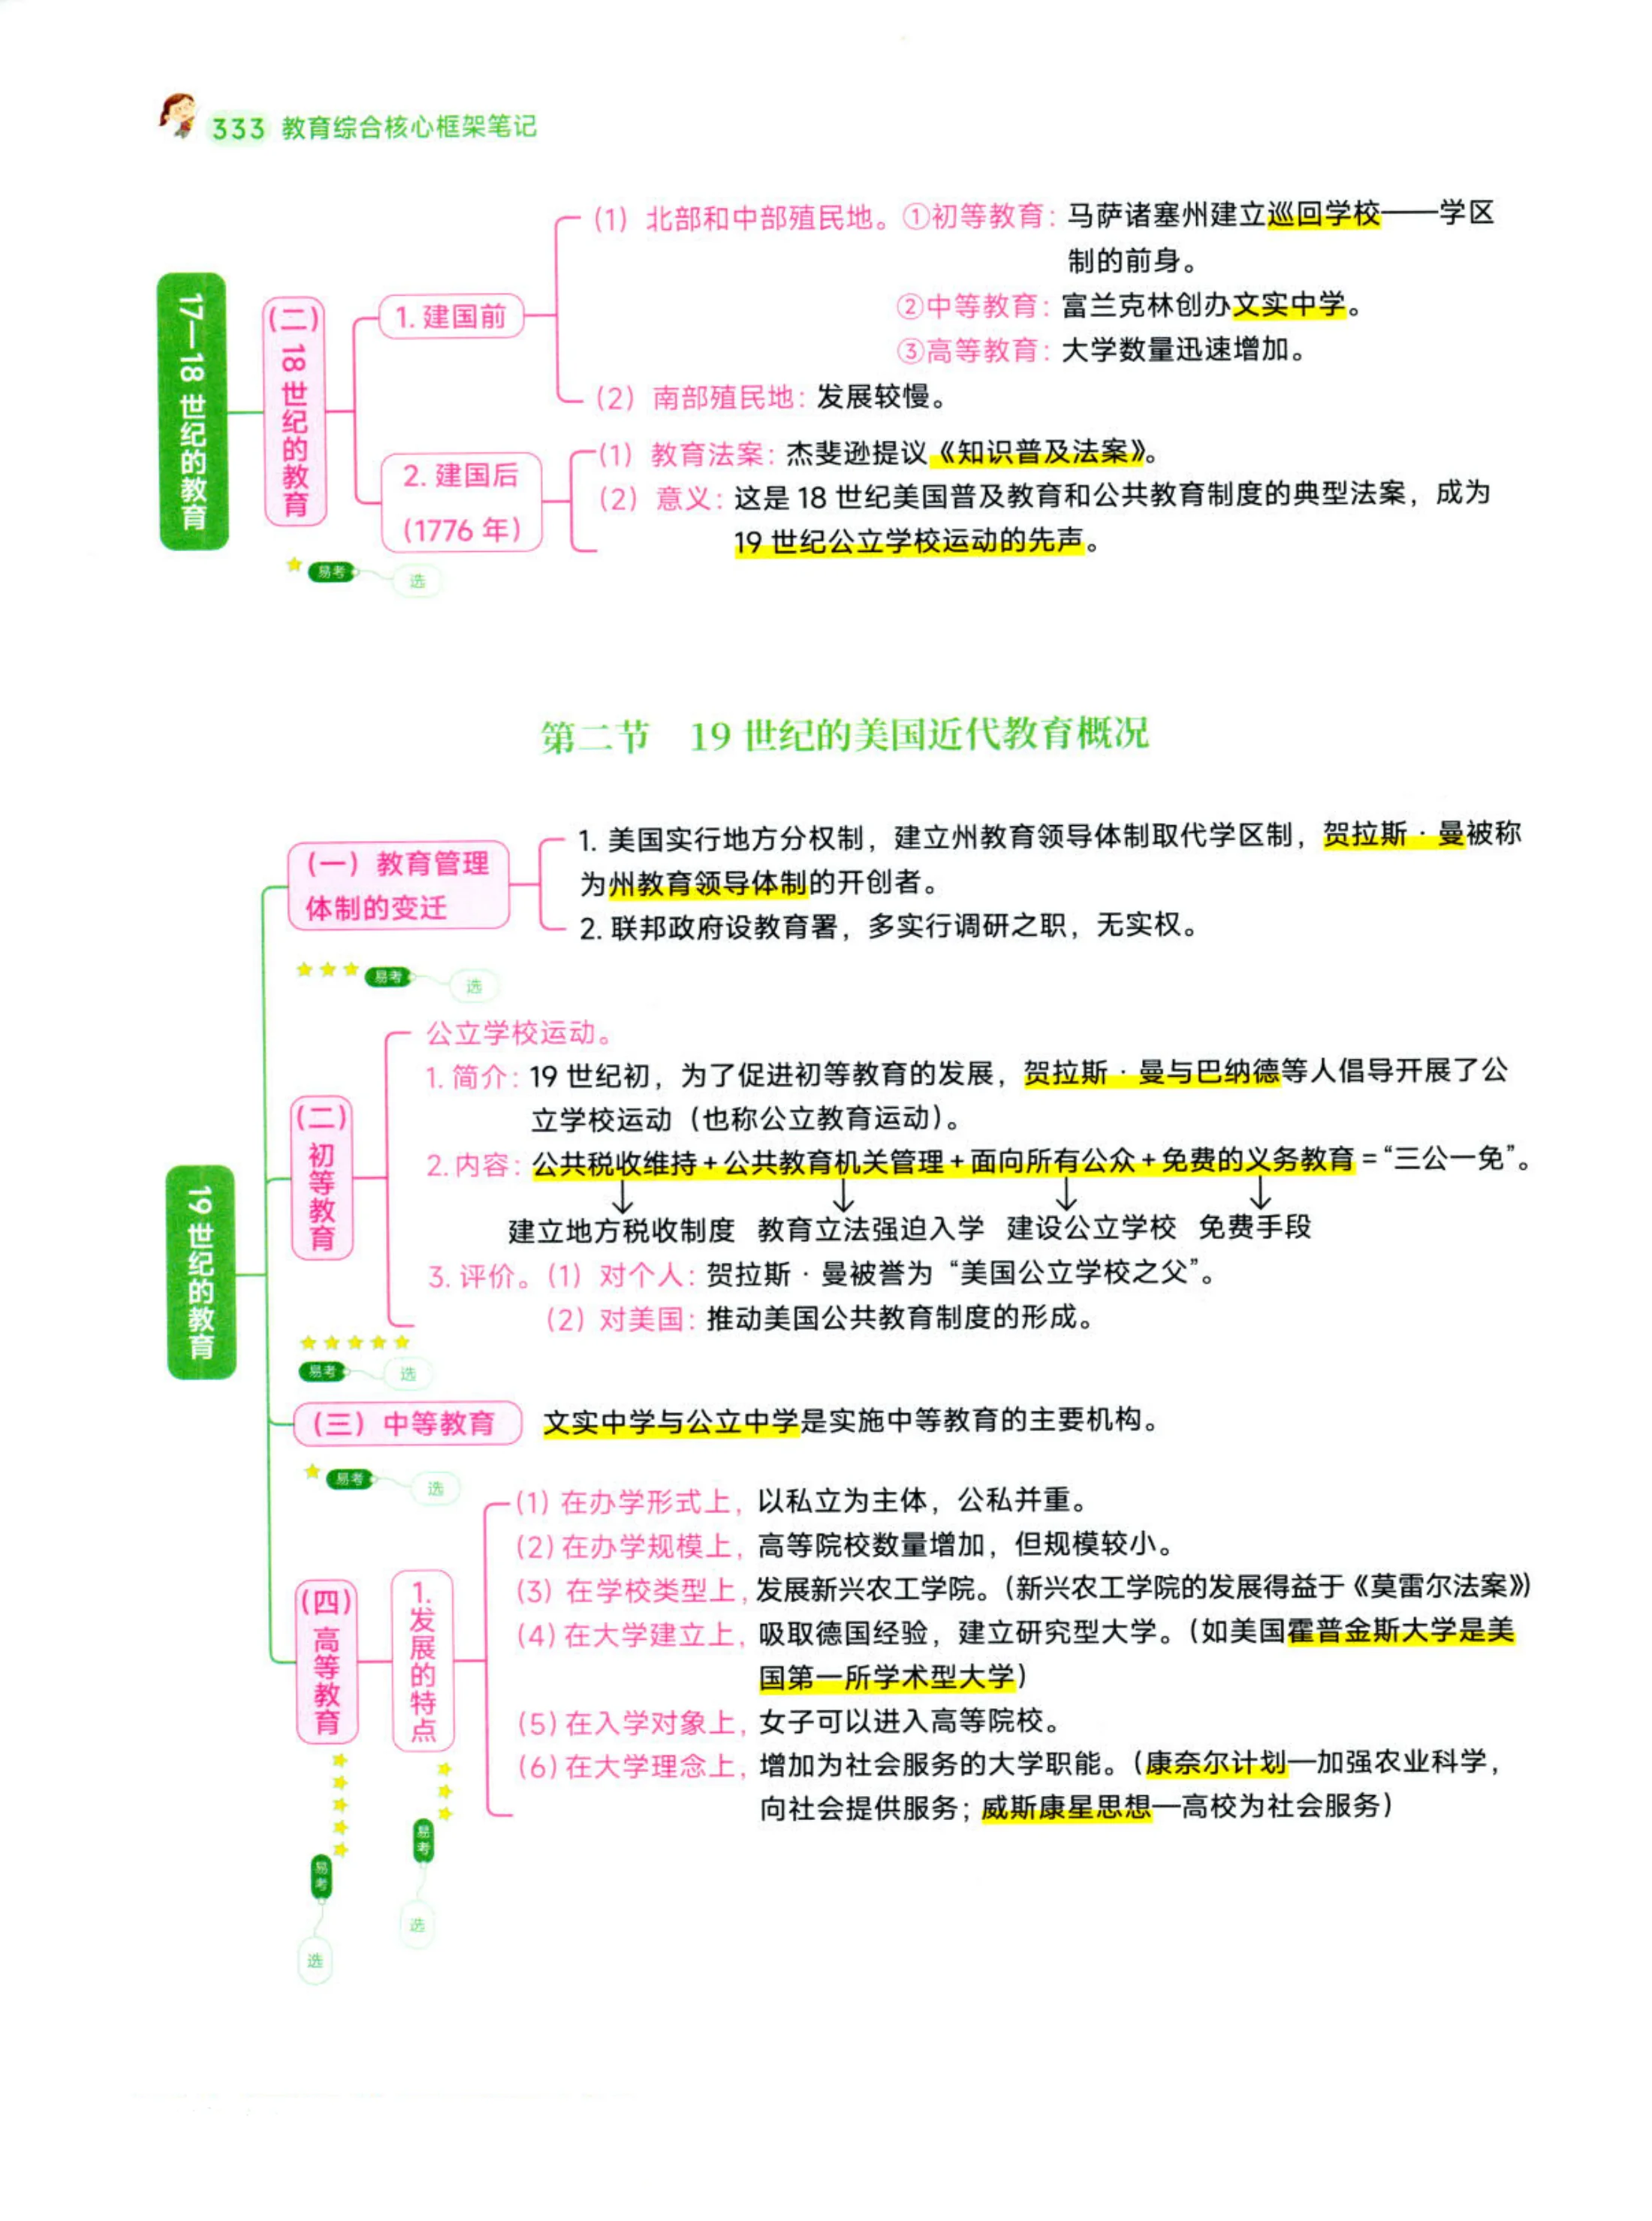 333 教育综合核心框架笔记
17—18 世纪的教育
(二) 18 世纪的教育
1. 建国前
(1) 北部和中部殖民地。①初等教育：马萨诸塞州建立巡回学校——学区
制的前身。
②中等教育：富兰克林创办文实中学。
③高等教育：大学数量迅速增加。
(2) 南部殖民地：发展较慢。
2. 建国后
(1776 年)
(1) 教育法案：杰斐逊提议《知识普及法案》。
(2) 意义：这是 18 世纪美国普及教育和公共教育制度的典型法案，成为
19 世纪公立学校运动的先声。
易考 选
第二节 19 世纪的美国近代教育概况
19 世纪的教育
(一) 教育管理
体制的变迁
1. 美国实行地方分权制，建立州教育领导体制取代学区制，贺拉斯·曼被称
为州教育领导体制的开创者。
2. 联邦政府设教育署，多实行调研之职，无实权。
易考 选
(二) 初等教育
公立学校运动。
1. 简介：19 世纪初，为了促进初等教育的发展，贺拉斯·曼与巴纳德等人倡导开展了公
立学校运动（也称公立教育运动）。
2. 内容：公共税收维持+公共教育机关管理+面向所有公众+免费的义务教育=“三公一免”。
建立地方税收制度 教育立法强迫入学 建设公立学校 免费手段
3. 评价。(1) 对个人：贺拉斯·曼被誉为“美国公立学校之父”。
(2) 对美国：推动美国公共教育制度的形成。
易考 选
(三) 中等教育 文实中学与公立中学是实施中等教育的主要机构。
易考 选
(四) 高等教育
1. 发展的特点
(1) 在办学形式上，以私立为主体，公私并重。
(2) 在办学规模上，高等院校数量增加，但规模较小。
(3) 在学校类型上，发展新兴农工学院。（新兴农工学院的发展得益于《莫雷尔法案》）
(4) 在大学建立上，吸取德国经验，建立研究型大学。（如美国霍普金斯大学是美
国第一所学术型大学）
(5) 在入学对象上，女子可以进入高等院校。
(6) 在大学理念上，增加为社会服务的大学职能。（康奈尔计划—加强农业科学，
向社会提供服务；威斯康星思想—高校为社会服务）
易考 选
易考 选